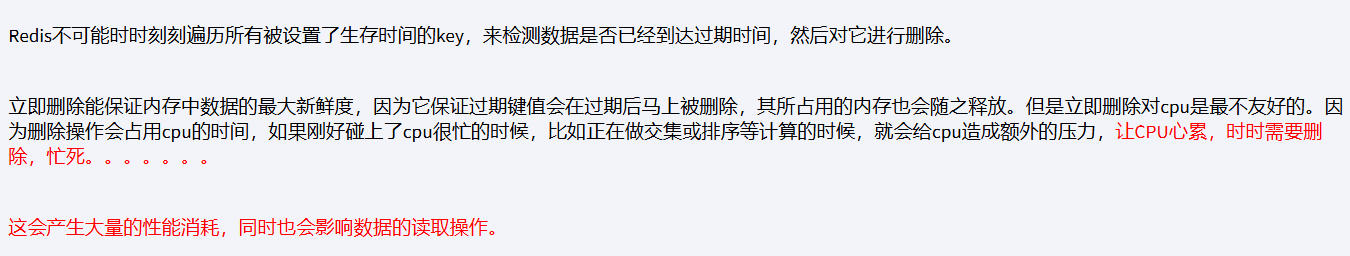 Redis不可能时时刻刻遍历所有被设置了生存时间的key，来检测数据是否已经到达过期时间，然后对它进行删除。
立即删除能保证内存中数据的最大新鲜度，因为它保证过期键值会在过期后马上被删除，其所占用的内存也会随之释放。但是立即删除对cpu是最不友好的。因
为删除操作会占用cpu的时间，如果刚好碰上了cpu很忙的时候，比如正在做交集或排序等计算的时候，就会给cpu造成额外的压力，让CPU心累，时时需要删
除，忙死。。。。。。。
这会产生大量的性能消耗，同时也会影响数据的读取操作。